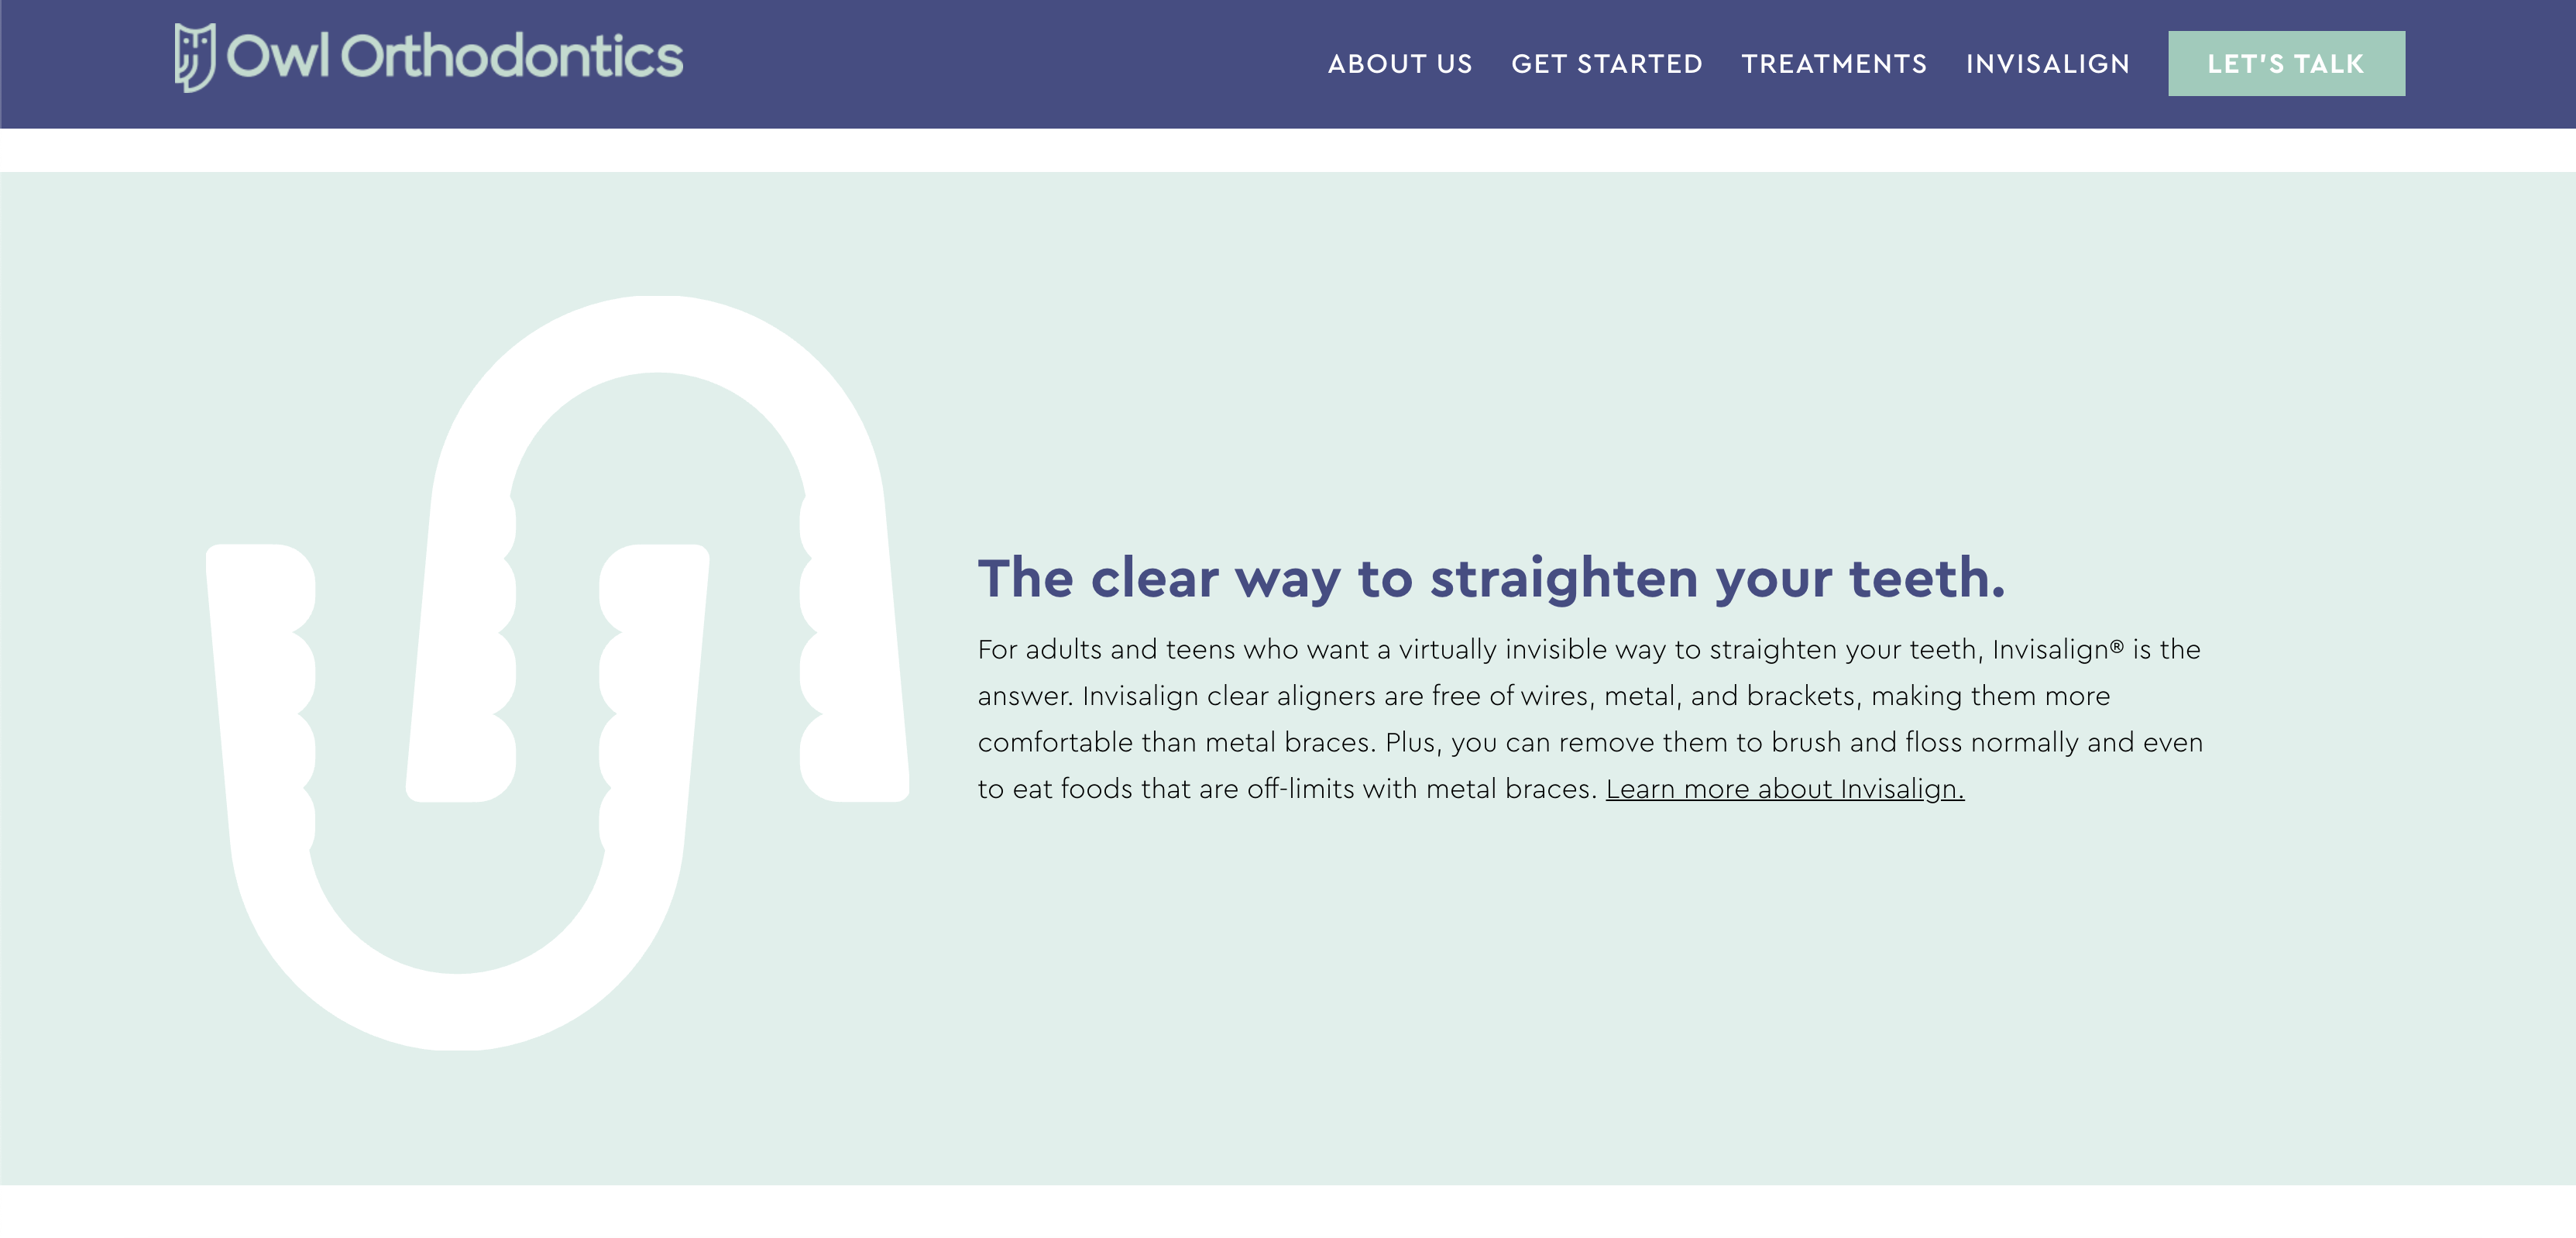 Owl Orthodontics
ABOUT US
GET STARTED
TREATMENTS
INVISALIGN
LET'S TALK
The clear way to straighten your teeth.
For adults and teens who want a virtually invisible way to straighten your teeth, Invisalign® is the
answer. Invisalign clear aligners are free of wires, metal, and brackets, making them more
comfortable than metal braces. Plus, you can remove them to brush and floss normally and even
to eat foods that are off-limits with metal braces. Learn more about Invisalign.